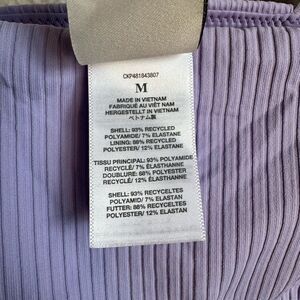 CKP481843807
M
MADE IN VIETNAM
FABRIQUÉ AU VIÊT NAM
HERGESTELLT IN VIETNAM
ベトナム製
SHELL: 93% RECYCLED
POLYAMIDE/ 7% ELASTANE
LINING: 88% RECYCLED
POLYESTER/ 12% ELASTANE
TISSU PRINCIPAL: 93% POLYAMIDE
RECYCLÉ/ 7% ÉLASTHANNE
DOUBLURE: 88% POLYESTER
RECYCLÉ/ 12% ÉLASTHANNE
SHELL: 93% RECYCELTES
POLYAMID/ 7% ELASTAN
FUTTER: 88% RECYCELTES
POLYESTER/ 12% ELASTAN